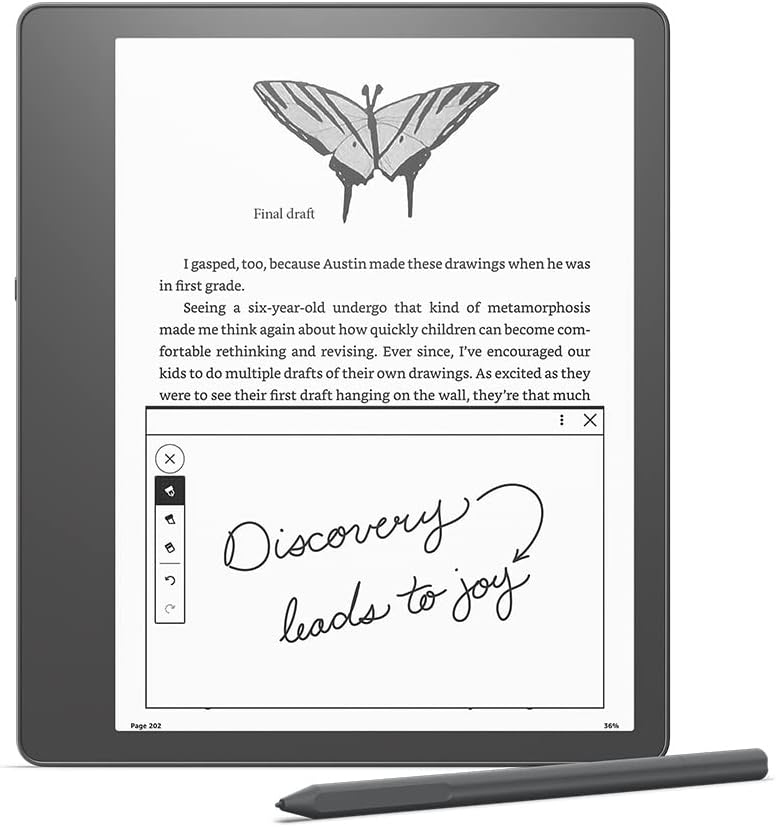 Final draft
I gasped, too, because Austin made these drawings when he was
in first grade.
Seeing a six-year-old undergo that kind of metamorphosis
made me think again about how quickly children can become com-
fortable rethinking and revising. Ever since, I’ve encouraged our
kids to do multiple drafts of their own drawings. As excited as they
were to see their first draft hanging on the wall, they’re that much
Discovery
leads to joy
Page 202
36%